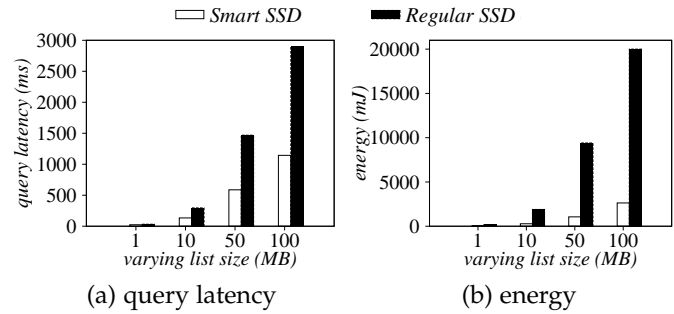 Smart SSD Regular SSD
3000
2500
2000
1500
1000
500
0
query latency (ms)
1 10 50 100
varying list size (MB)
(a) query latency
20000
15000
10000
5000
0
energy (mJ)
1 10 50 100
varying list size (MB)
(b) energy